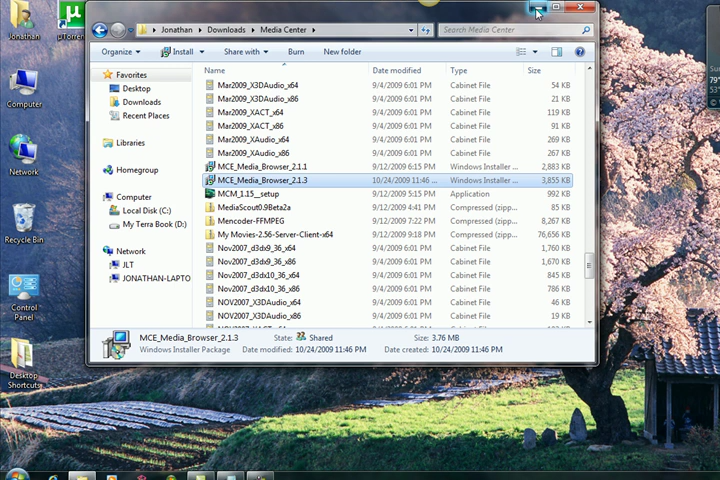 Jonathan
µTorren
Computer
Network
Recycle Bin
Control
Panel
Desktop
Shortcuts
Jonathan
Downloads
Media Center
Search Media Center
Organize
Install
Share with
Burn
New folder
Favorites
Desktop
Downloads
Recent Places
Libraries
Homegroup
Computer
Local Disk (C:)
My Terra Book (D:)
Network
JLT
JONATHAN-LAPTO
Name Date modified Type Size
Mar2009_X3DAudio_x64 9/4/2009 6:01 PM Cabinet File 54 KB
Mar2009_X3DAudio_x86 9/4/2009 6:01 PM Cabinet File 21 KB
Mar2009_XACT_x64 9/4/2009 6:01 PM Cabinet File 119 KB
Mar2009_XACT_x86 9/4/2009 6:01 PM Cabinet File 91 KB
Mar2009_XAudio_x64 9/4/2009 6:01 PM Cabinet File 269 KB
Mar2009_XAudio_x86 9/4/2009 6:01 PM Cabinet File 267 KB
MCE_Media_Browser_2.1.1 9/12/2009 6:15 PM Windows Installer ... 2,883 KB
MCE_Media_Browser_2.1.3 10/24/2009 11:46 ... Windows Installer ... 3,855 KB
MCM_1.15__setup 9/12/2009 5:15 PM Application 992 KB
MediaScout0.9Beta2a 9/12/2009 4:41 PM Compressed (zipp... 85 KB
Mencoder-FFMPEG 9/12/2009 7:22 PM Compressed (zipp... 8,267 KB
My Movies-2.56-Server-Client-x64 9/12/2009 9:18 PM Compressed (zipp... 76,656 KB
Nov2007_d3dx9_36_x64 9/4/2009 6:01 PM Cabinet File 1,760 KB
Nov2007_d3dx9_36_x86 9/4/2009 6:01 PM Cabinet File 1,670 KB
Nov2007_d3dx10_36_x64 9/4/2009 6:01 PM Cabinet File 845 KB
Nov2007_d3dx10_36_x86 9/4/2009 6:01 PM Cabinet File 786 KB
NOV2007_X3DAudio_x64 9/4/2009 6:01 PM Cabinet File 46 KB
NOV2007_X3DAudio_x86 9/4/2009 6:01 PM Cabinet File 19 KB
MCE_Media_Browser_2.1.3 State: Shared Size: 3.76 MB
Windows Installer Package Date modified: 10/24/2009 11:46 PM Date created: 10/24/2009 11:46 PM
Sun
79°
53°